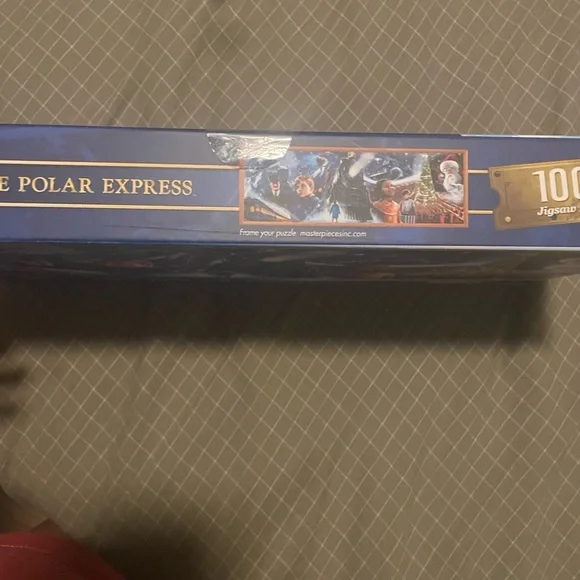 E POLAR EXPRESS
Frame your puzzle masterpiecesinc.com
100
Jigsaw